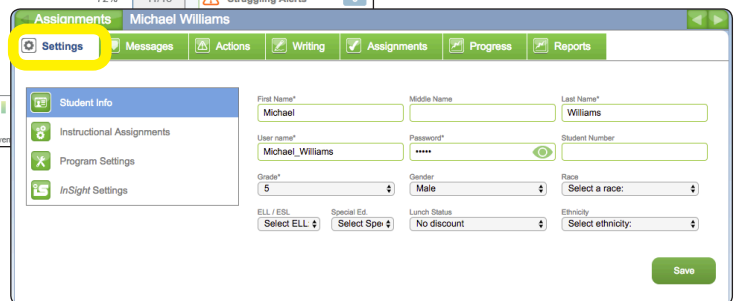 Struggling Alerts
Assignments Michael Williams
Settings Messages Actions Writing Assignments Progress Reports
Student Info
Instructional Assignments
Program Settings
InSight Settings
First Name* Middle Name Last Name*
Michael Williams
User name* Password* Student Number
Michael_Williams •••••
Grade* Gender Race
5 Male Select a race:
ELL / ESL Special Ed. Lunch Status Ethnicity
Select ELL: Select Spe No discount Select ethnicity:
Save